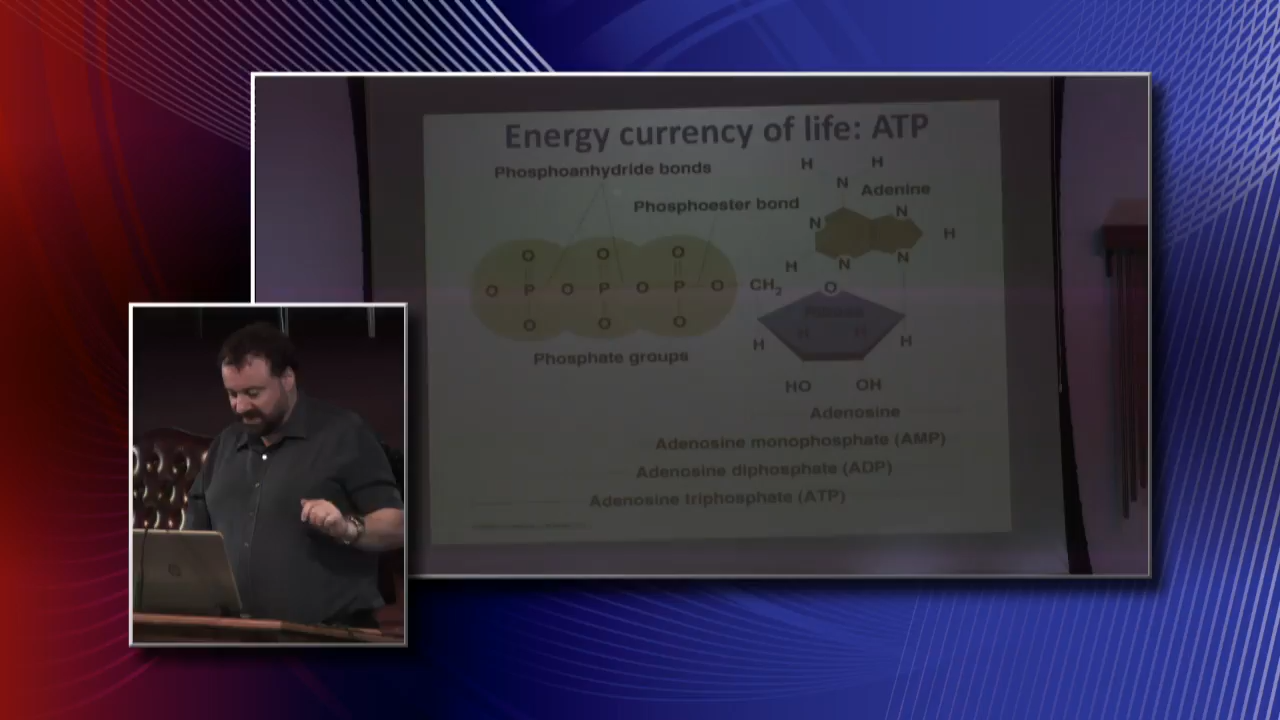 Energy currency of life: ATP
Phosphoanhydride bonds
H H
N Adenine
Phosphoester bond
N N
H
O O O
N N
H
O P O P O P O CH2 O
O O O
H H
H H
Phosphate groups
HO OH
Adenosine
Adenosine monophosphate (AMP)
Adenosine diphosphate (ADP)
Adenosine triphosphate (ATP)